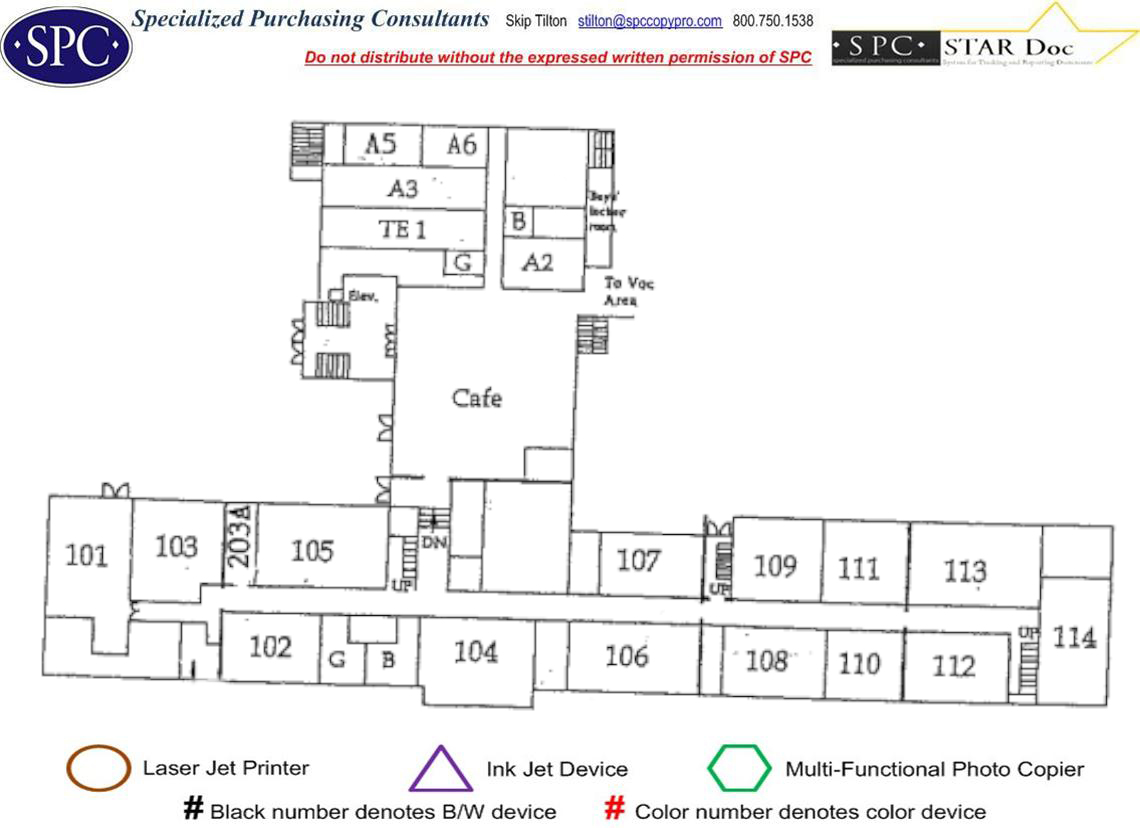 Specialized Purchasing Consultants Skip Tilton stilton@spccopypro.com 800.750.1538
·SPC·
Do not distribute without the expressed written permission of SPC
·SPC· STAR Doc
specialized purchasing consultants System for Tracking and Reporting Documents
A5 A6
A3
Boys'
locker
room
TE 1 B
G A2
To Voc
Area
Elev.
Cafe
101 103 203A 105 DN UP 107 UP 109 111 113
102 G B 104 106 108 110 112 UP 114
Laser Jet Printer Ink Jet Device Multi-Functional Photo Copier
# Black number denotes B/W device # Color number denotes color device